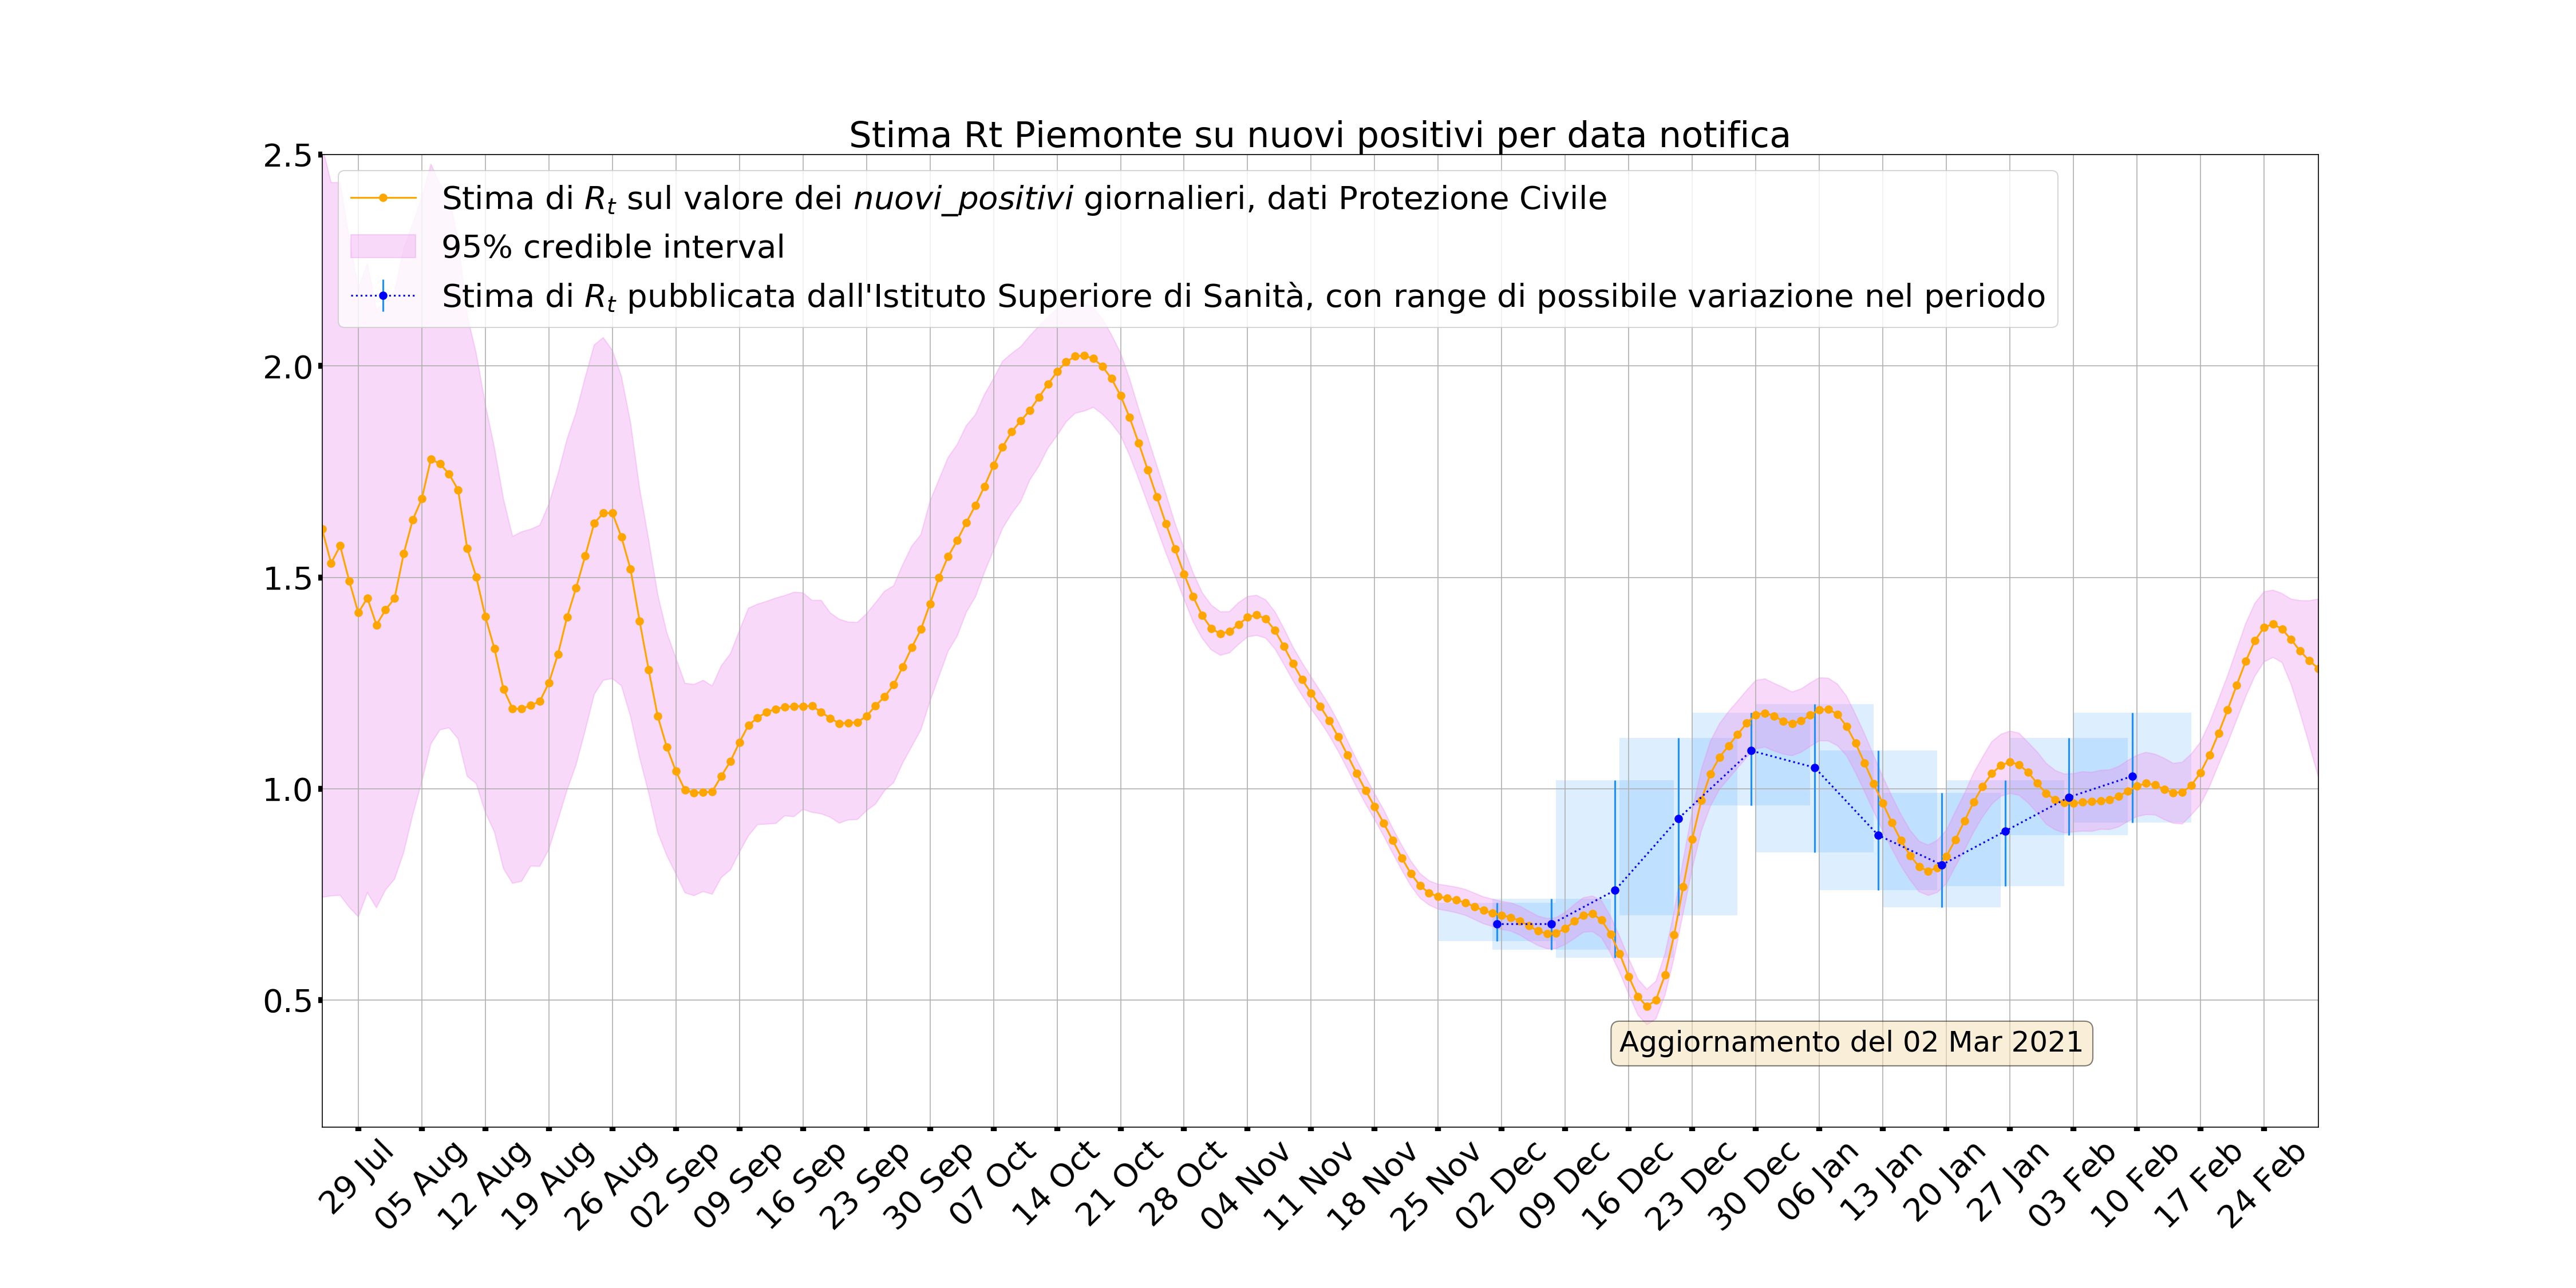 Stima Rt Piemonte su nuovi positivi per data notifica
2.5
Stima di Rt sul valore dei nuovi_positivi giornalieri, dati Protezione Civile
95% credible interval
Stima di Rt pubblicata dall'Istituto Superiore di Sanità, con range di possibile variazione nel periodo
2.0
1.5
1.0
0.5
Aggiornamento del 02 Mar 2021
29 Jul
05 Aug
12 Aug
19 Aug
26 Aug
02 Sep
09 Sep
16 Sep
23 Sep
30 Sep
07 Oct
14 Oct
21 Oct
28 Oct
04 Nov
11 Nov
18 Nov
25 Nov
02 Dec
09 Dec
16 Dec
23 Dec
30 Dec
06 Jan
13 Jan
20 Jan
27 Jan
03 Feb
10 Feb
17 Feb
24 Feb